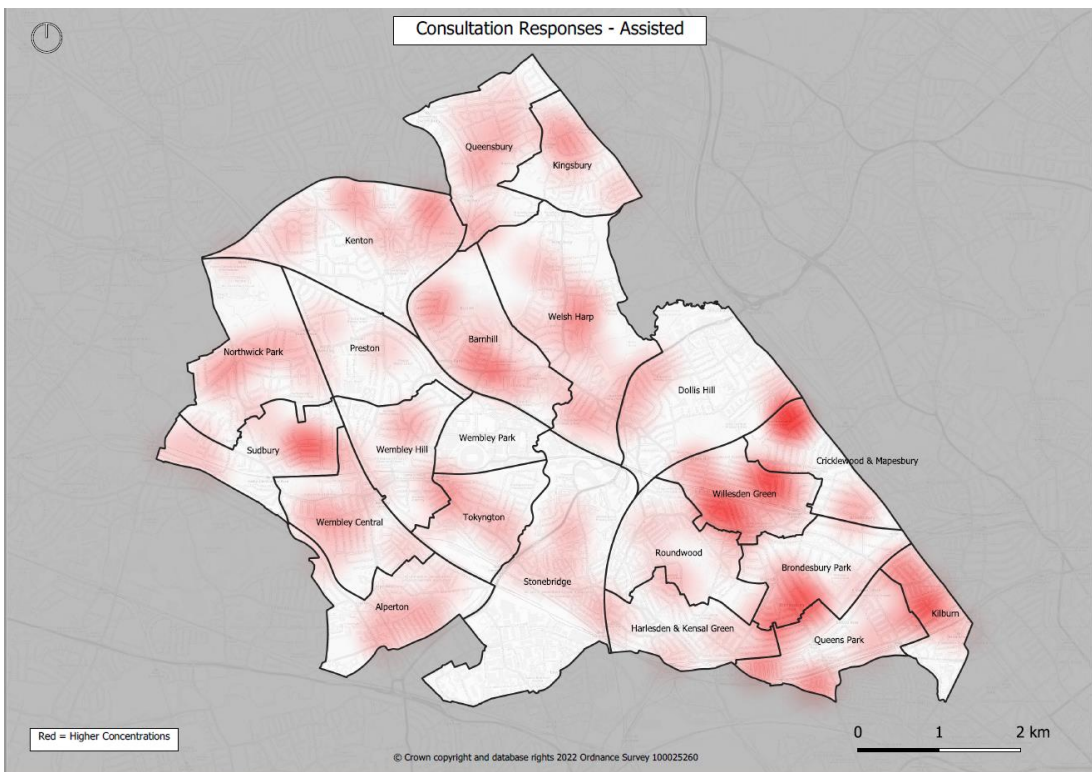 Consultation Responses - Assisted
Queensbury
Kingsbury
Kenton
Welsh Harp
Barnhill
Preston
Northwick Park
Dollis Hill
Wembley Park
Wembley Hill
Sudbury
Cricklewood & Mapesbury
Willesden Green
Tokyngton
Wembley Central
Roundwood
Brondesbury Park
Stonebridge
Alperton
Kilburn
Harlesden & Kensal Green
Queens Park
0 1 2 km
Red = Higher Concentrations
© Crown copyright and database rights 2022 Ordnance Survey 100025260